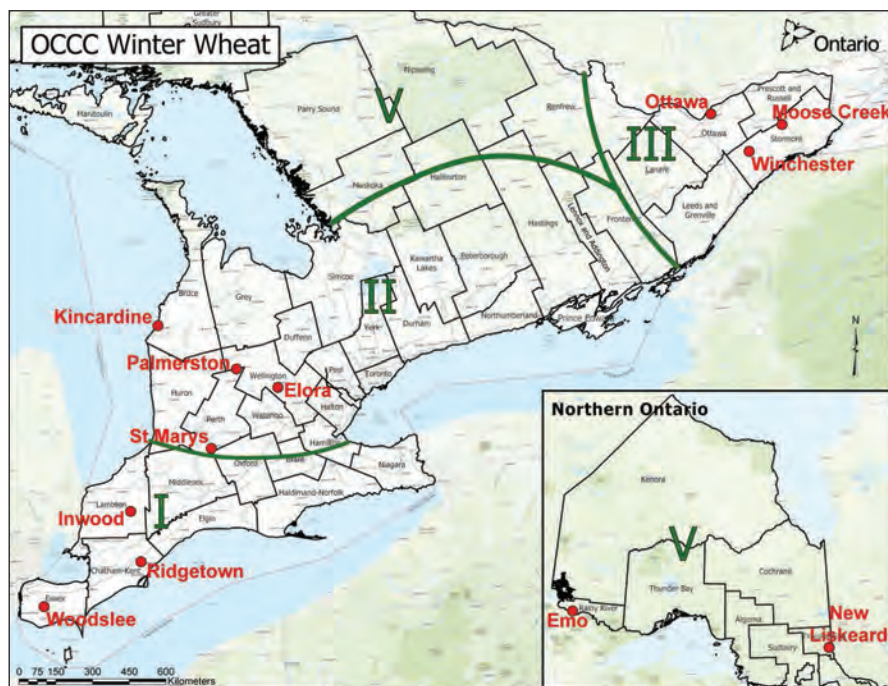 OCCC Winter Wheat
Ontario
Greater
Sudbury
Nipissing
Parry Sound
Manitoulin
V
Renfrew
Ottawa
Prescott and
Russell
Moose Creek
Ottawa
Stormont
III
Winchester
Lanark
Muskoka
Haliburton
Leeds and
Grenville
Frontenac
Lennox and Addington
Hastings
Peterborough
Kawartha
Lakes
Simcoe
II
Bruce
Grey
York
Durham
Northumberland
Prince Edward
Kincardine
Dufferin
N
Palmerston
Wellington
Peel
Toronto
Elora
Huron
Waterloo
Halton
Perth
St Marys
Hamilton
Oxford
Brant
Niagara
Middlesex
Haldimand-Norfolk
Lambton
Inwood
I
Elgin
Chatham-Kent
Ridgetown
Essex
Woodslee
0 75 150 300 450 600
Kilometers
Northern Ontario
Kenora
V
Cochrane
Thunder Bay
Rainy River
Emo
Algoma
Sudbury
New
Liskeard